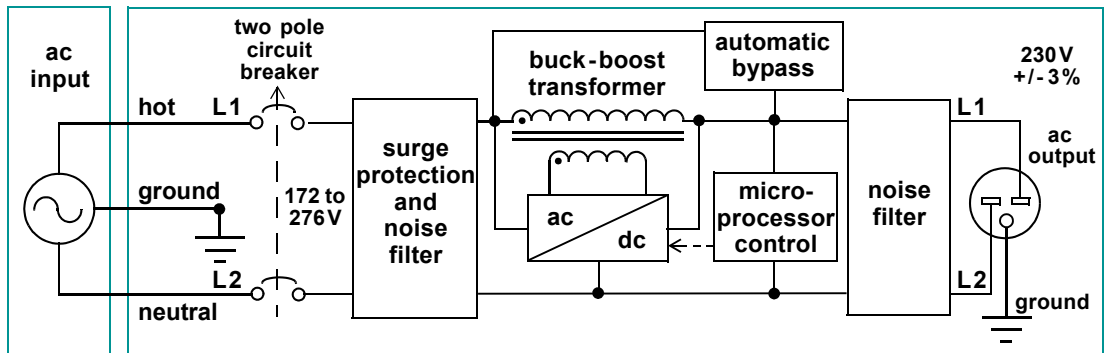 ac
input
two pole
circuit
breaker
hot
L1
ground
172 to
276V
L2
neutral
surge
protection
and
noise
filter
buck-boost
transformer
automatic
bypass
ac
dc
micro-
processor
control
noise
filter
230V
+/-3%
L1
ac
output
L2
ground